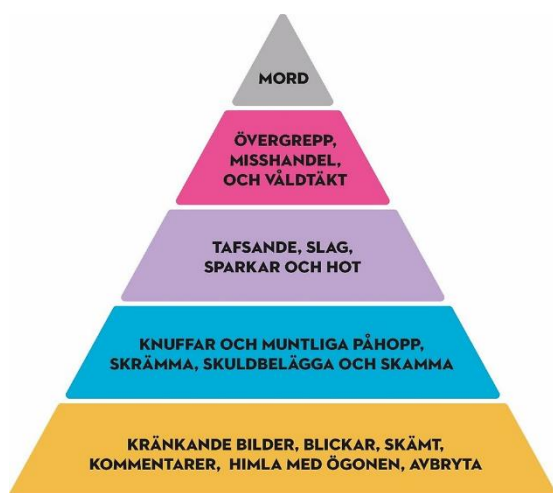 MORD
ÖVERGREPP,
MISSHANDEL,
OCH VÅLDTÄKT
TAFSANDE, SLAG,
SPARKAR OCH HOT
KNUFFAR OCH MUNTLIGA PÅHOPP,
SKRÄMMA, SKULDBELÄGGA OCH SKAMMA
KRÄNKANDE BILDER, BLICKAR, SKÄMT,
KOMMENTARER, HIMLA MED ÖGONEN, AVBRYTA